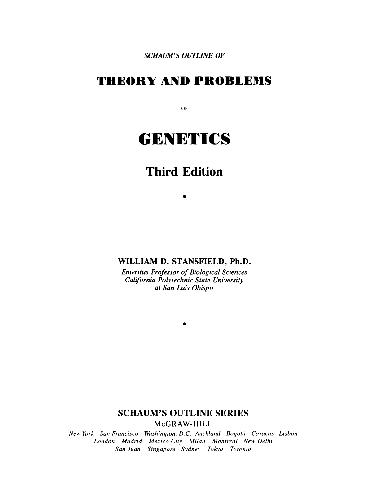 SCHAUM'S OUTLINE OF
THEORY AND PROBLEMS
OF
GENETICS
Third Edition
•
WILLIAM D. STANSFIELD, Ph.D.
Emeritus Professor of Biological Sciences
California Polytechnic State University
at San Luis Obispo
•
SCHAUM'S OUTLINE SERIES
McGRAW-HILL
New York San Francisco Washington, D.C. Auckland Bogotá Caracas Lisbon
London Madrid Mexico City Milan Montreal New Delhi
San Juan Singapore Sydney Tokyo Toronto